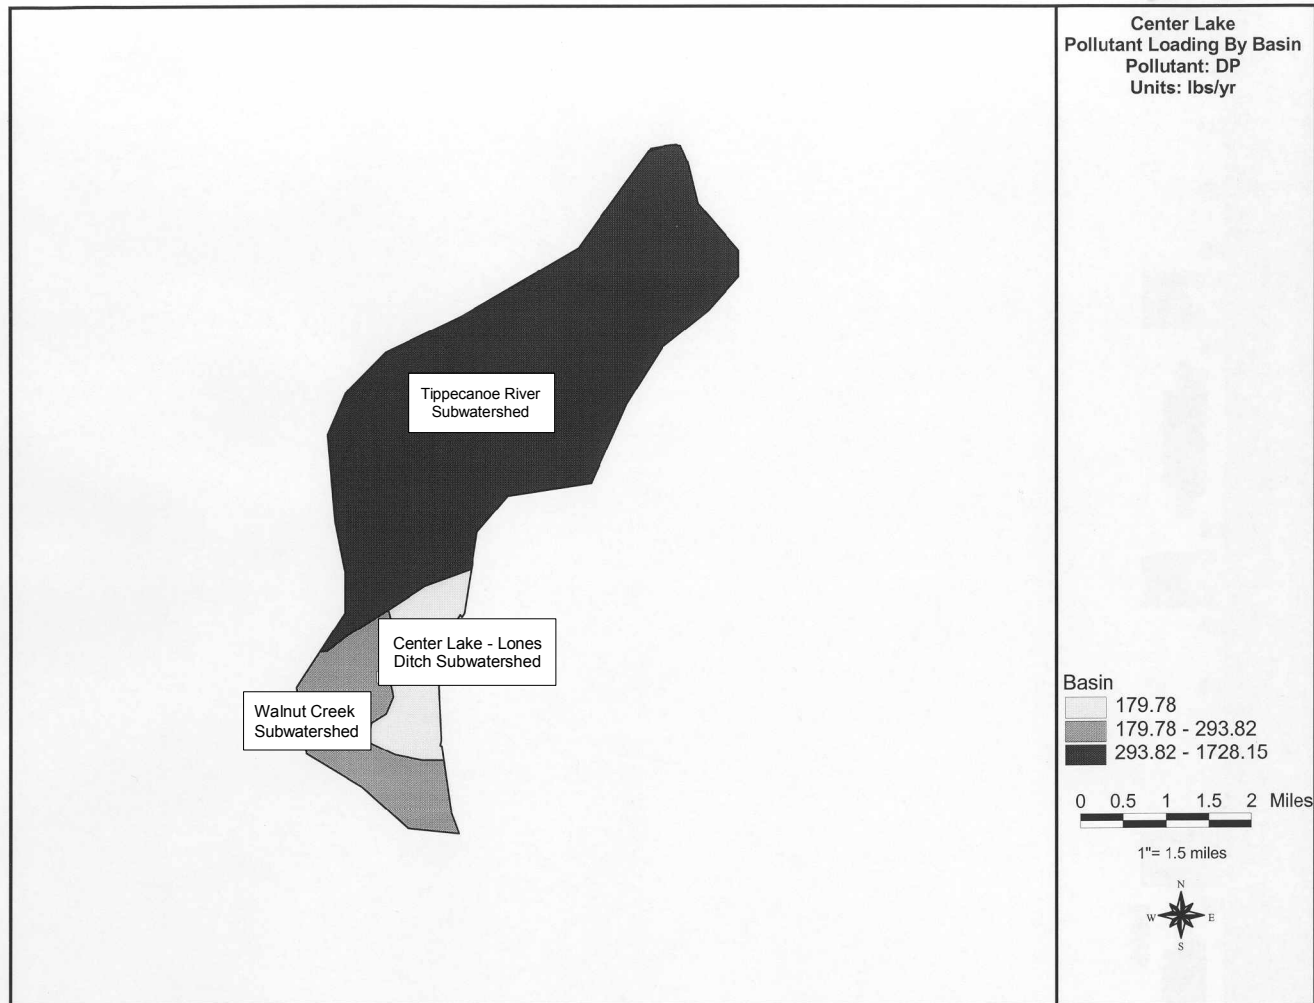 Center Lake
Pollutant Loading By Basin
Pollutant: DP
Units: lbs/yr
Tippecanoe River
Subwatershed
Center Lake - Lones
Ditch Subwatershed
Walnut Creek
Subwatershed
Basin
179.78
179.78 - 293.82
293.82 - 1728.15
0 0.5 1 1.5 2 Miles
1"= 1.5 miles
N
W E
S